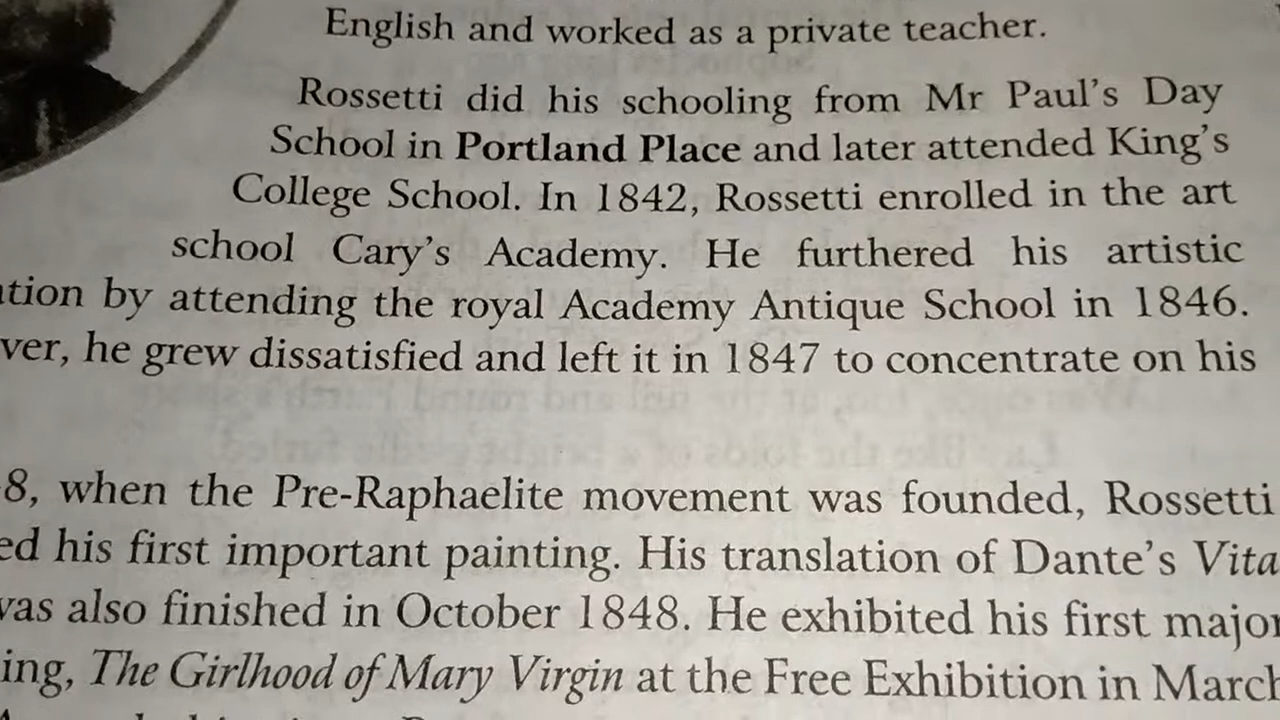 English and worked as a private teacher.
Rossetti did his schooling from Mr Paul's Day
School in Portland Place and later attended King's
College School. In 1842, Rossetti enrolled in the art
school Cary's Academy. He furthered his artistic
by attending the royal Academy Antique School in 1846.
he grew dissatisfied and left it in 1847 to concentrate on his
8, when the Pre-Raphaelite movement was founded, Rossetti
his first important painting. His translation of Dante's Vita
was also finished in October 1848. He exhibited his first major
The Girlhood of Mary Virgin at the Free Exhibition in March